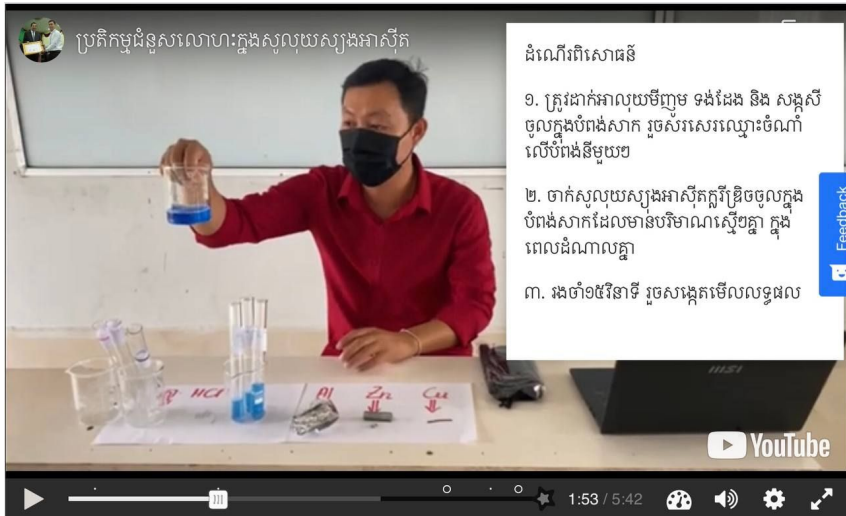 ប្រតិកម្មជំនួសលោហៈក្នុងសូលុយស្យុងអាស៊ីត
ដំណើរពិសោធន៍
១. ត្រូវដាក់អាលុយមីញូម ទង់ដែង និង សង្កសី
ចូលក្នុងបំពង់សាក រួចសរសេរឈ្មោះចំណាំ
លើបំពង់នីមួយៗ
២. ចាក់សូលុយស្យុងអាស៊ីតក្លរីឌ្រិចចូលក្នុង
បំពង់សាកដែលមានបរិមាណស្មើៗគ្នា ក្នុង
ពេលដំណាលគ្នា
៣. រងចាំ១៥វិនាទី រួចសង្កេតមើលលទ្ធផល
Feedback
HCl
Al
Zn
Cu
msi
YouTube
1:53 / 5:42